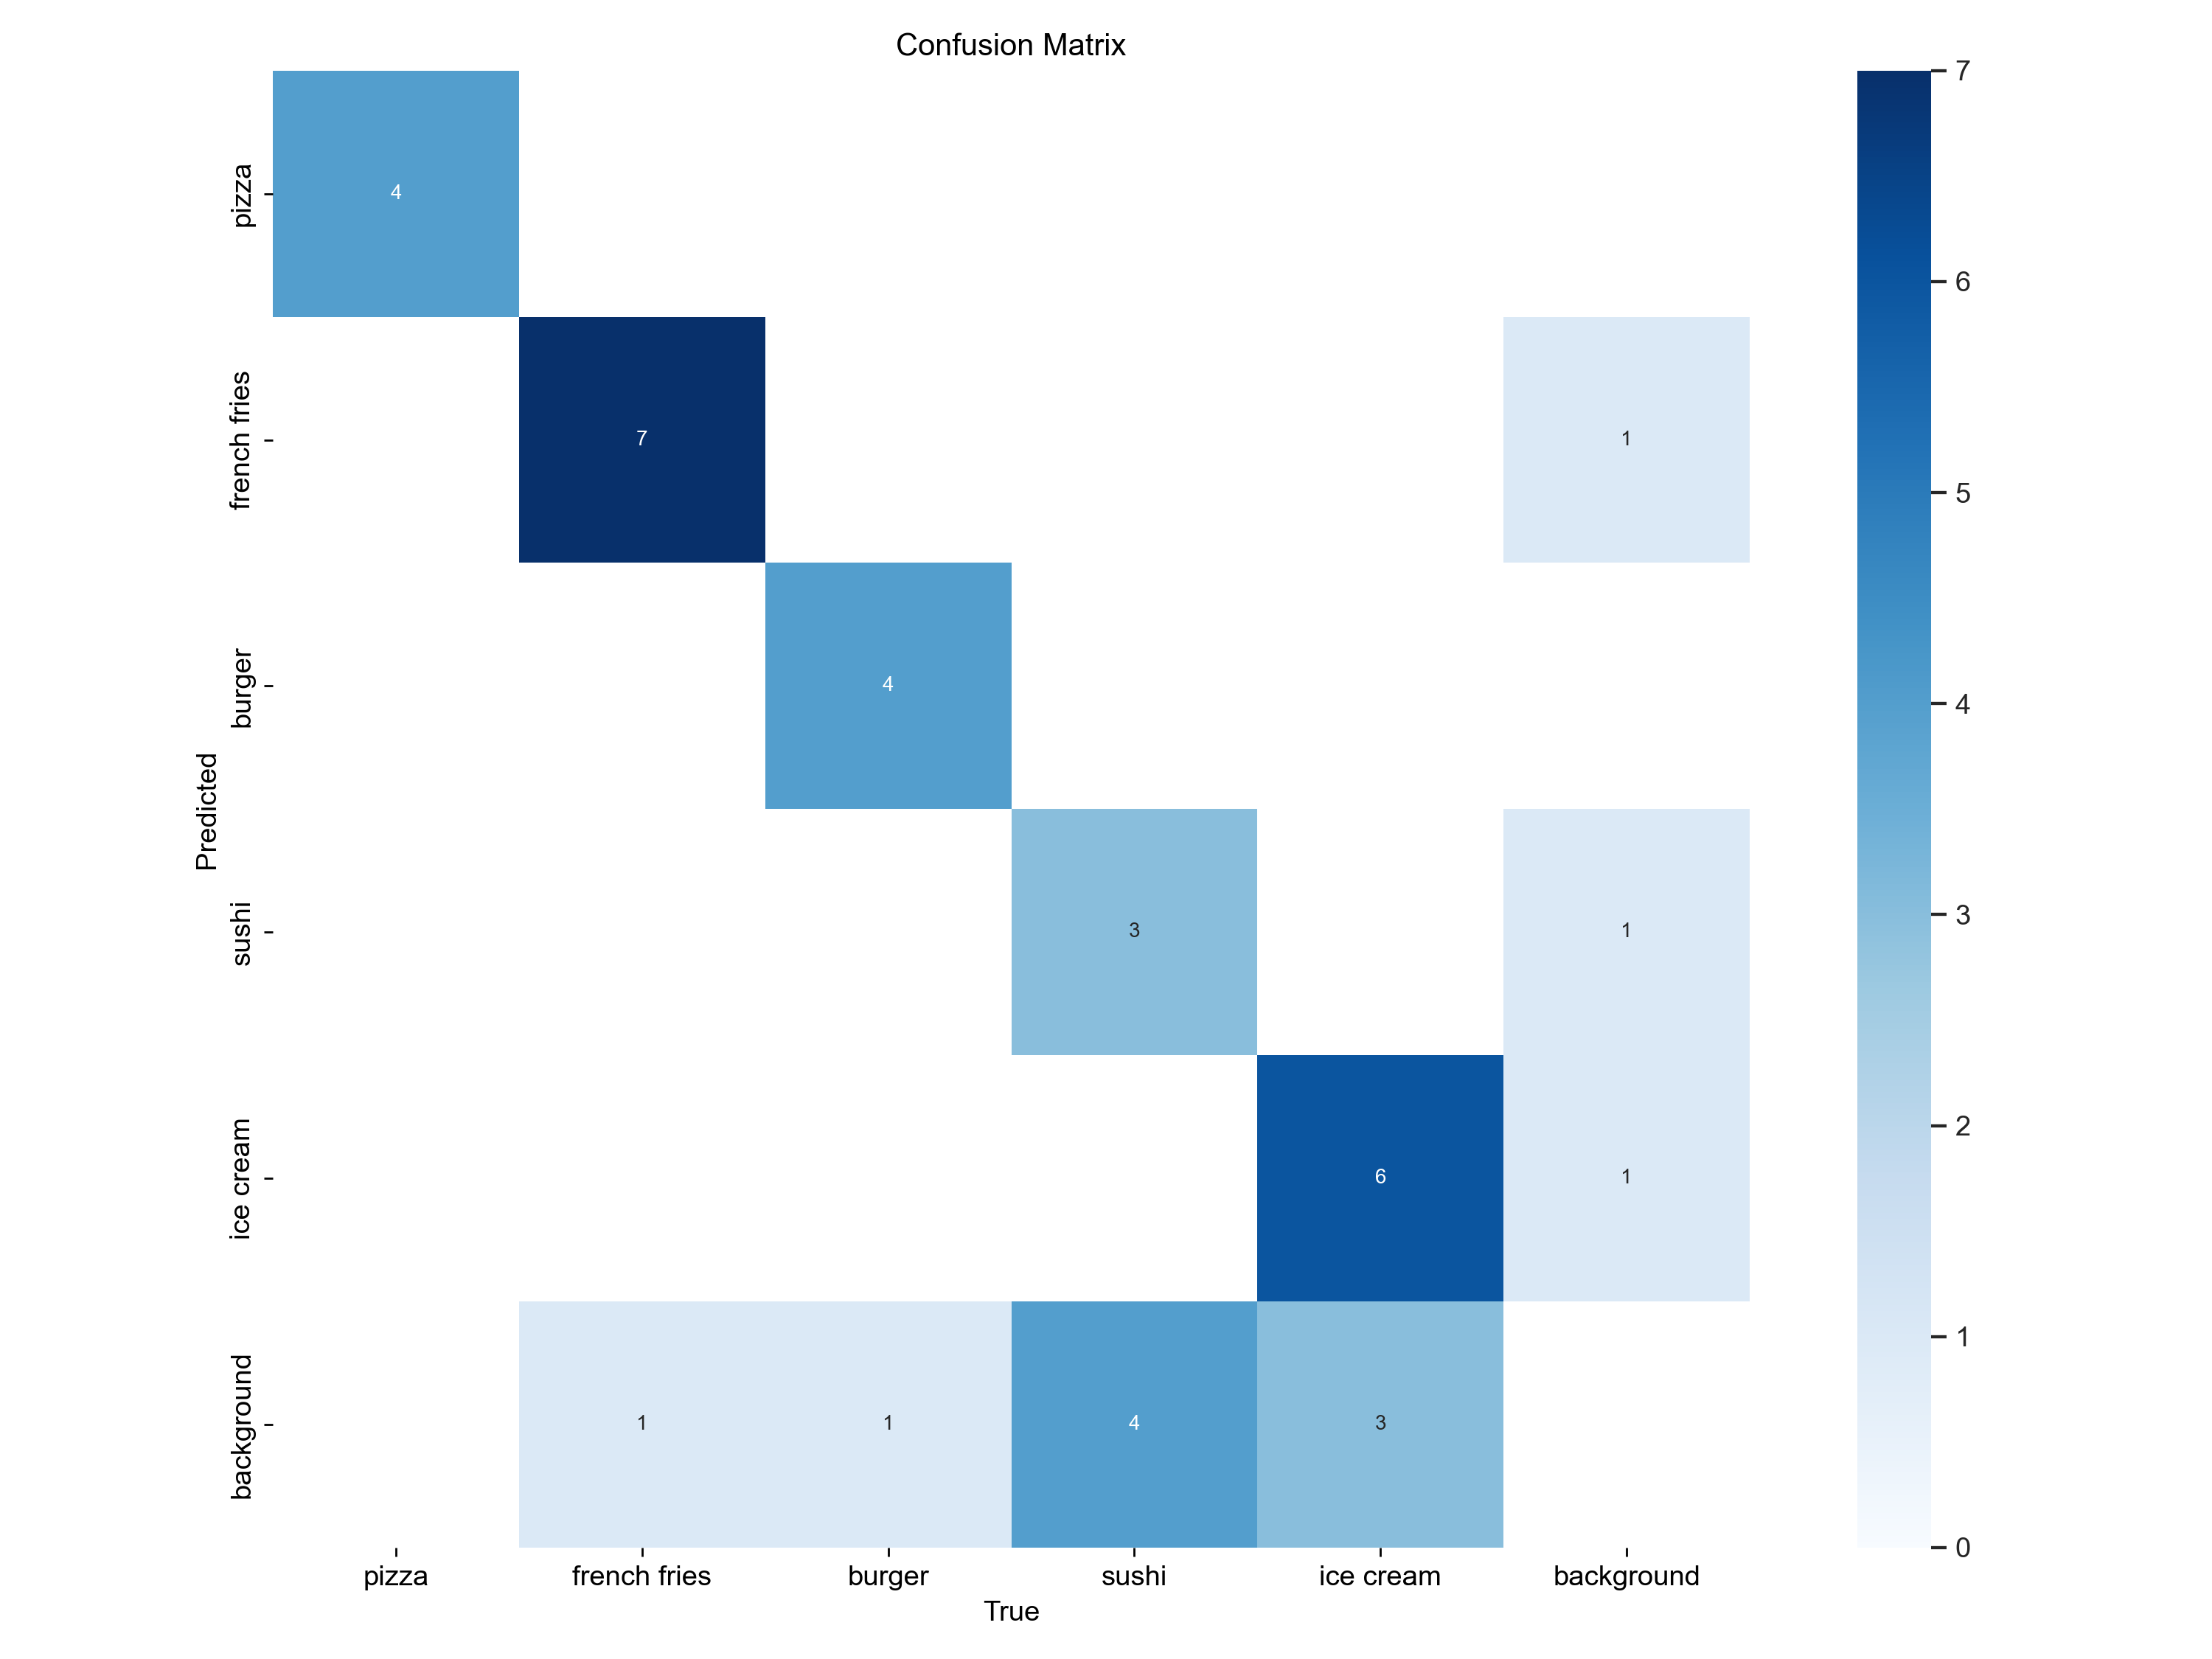 Confusion Matrix
pizza
4
french fries
7
1
burger
4
Predicted
sushi
3
1
ice cream
6
1
background
1
1
4
3
pizza
french fries
burger
sushi
ice cream
background
True
7
6
5
4
3
2
1
0